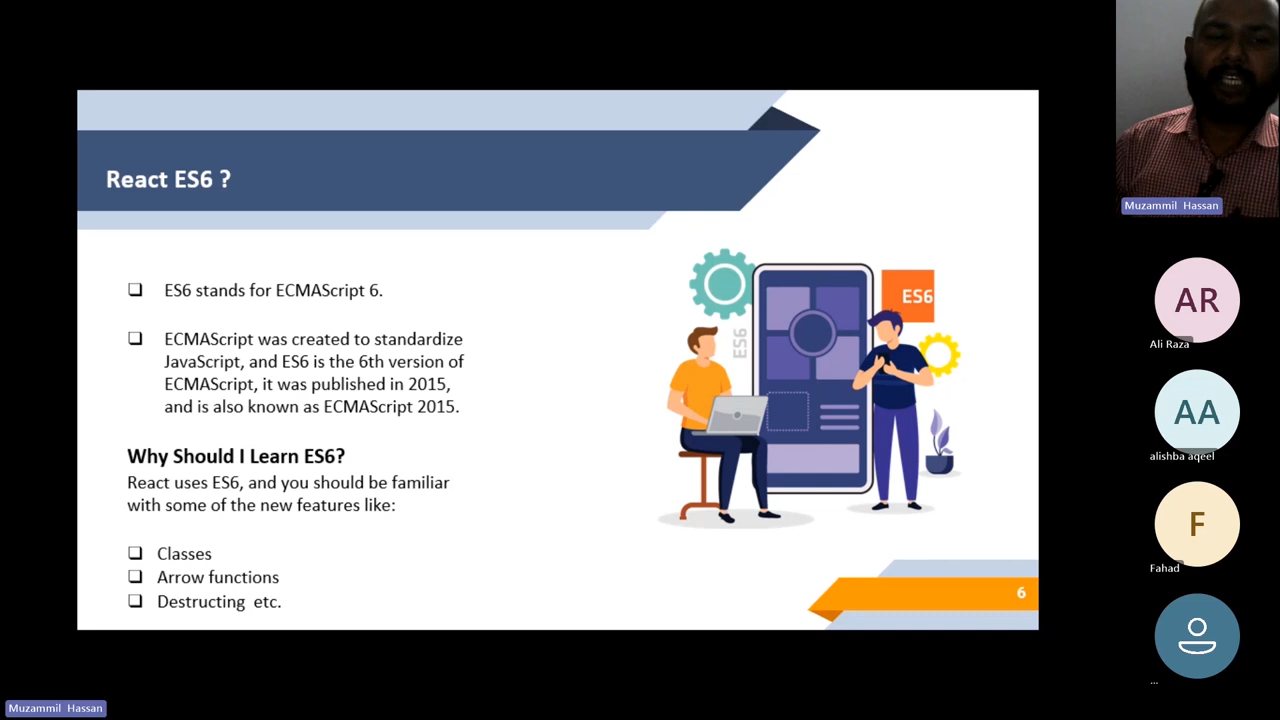 React ES6 ?
ES6 stands for ECMAScript 6.
ECMAScript was created to standardize
JavaScript, and ES6 is the 6th version of
ECMAScript, it was published in 2015,
and is also known as ECMAScript 2015.
Why Should I Learn ES6?
React uses ES6, and you should be familiar
with some of the new features like:
Classes
Arrow functions
Destructing etc.
ES6
ES6
6
Muzammil Hassan
AR
Ali Raza
AA
alishba aqeel
F
Fahad
...
Muzammil Hassan